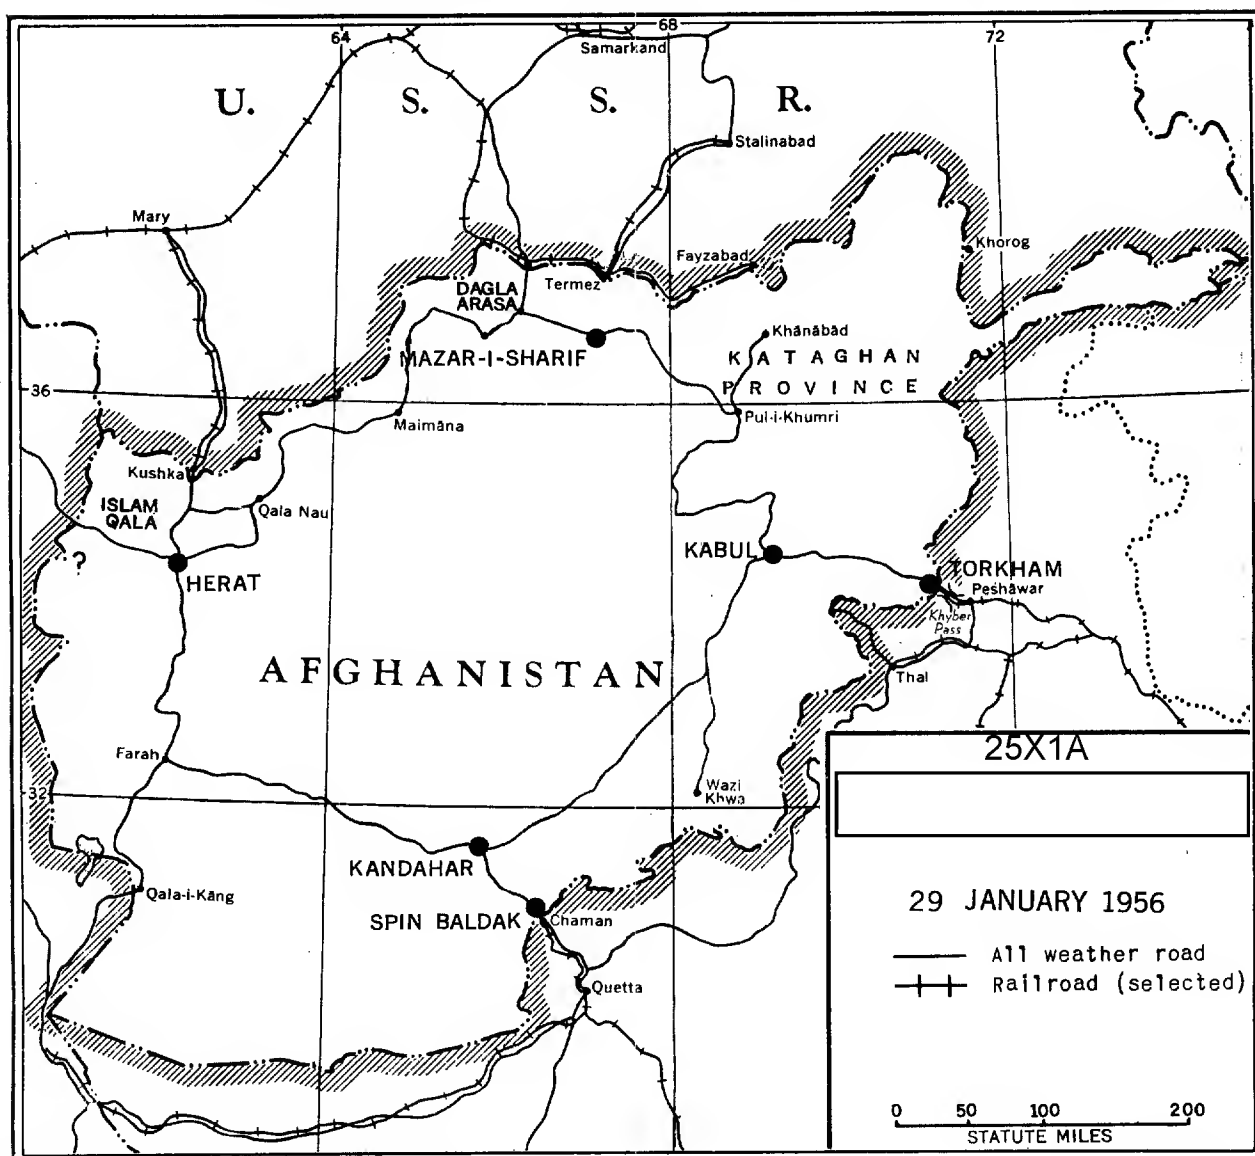 64
68
72
Samarkand
U. S. S. R.
Stalinabad
Mary
Khorog
Fayzabad
Termez
DAGLA
ARASA
Khānābād
MAZAR-I-SHARIF
KATAGHAN
PROVINCE
36
Maimāna
Pul-i-Khumri
Kushka
ISLAM
QALA
Qala Nau
?
HERAT
KABUL
TORKHAM
Peshāwar
Khyber
Pass
AFGHANISTAN
Thal
Farah
Wazi
Khwa
32
KANDAHAR
Qala-i-Kāng
SPIN BALDAK
Chaman
Quetta
25X1A
29 JANUARY 1956
All weather road
Railroad (selected)
0 50 100 200
STATUTE MILES